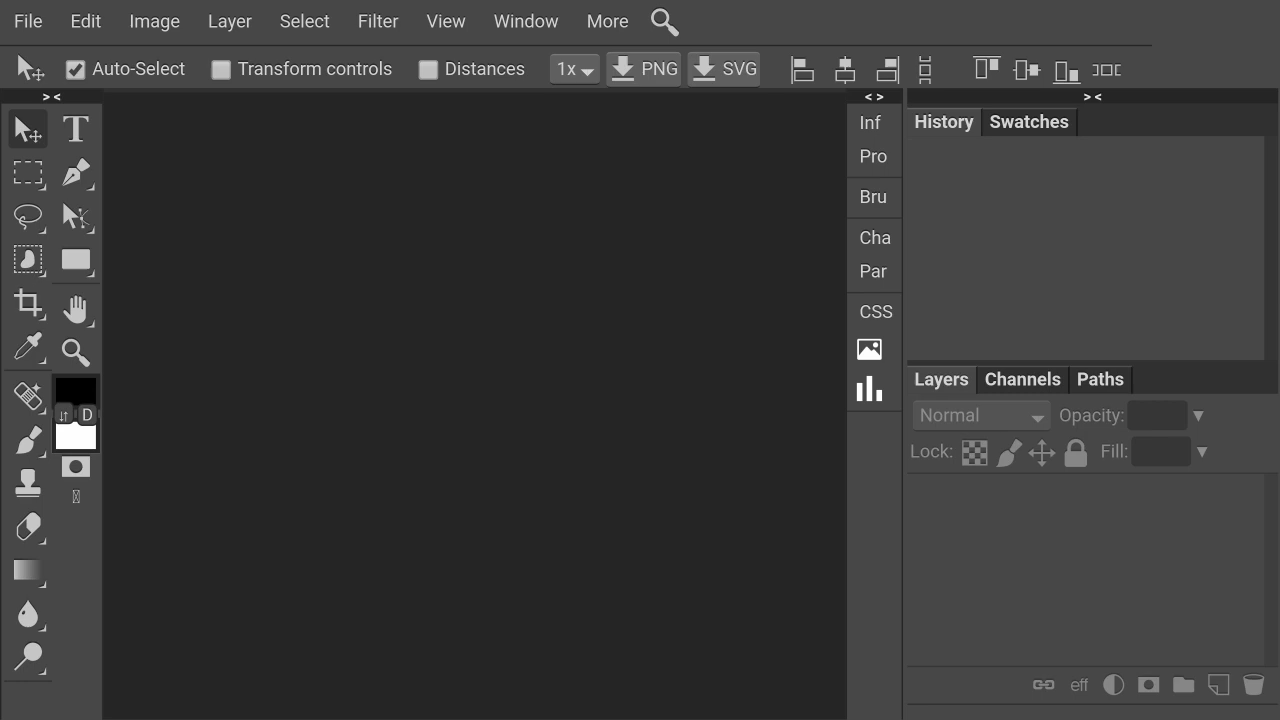 File Edit Image Layer Select Filter View Window More
Auto-Select Transform controls Distances 1x PNG SVG
> < < > > <
Inf
Pro
Bru
Cha
Par
CSS
History Swatches
Layers Channels Paths
Normal Opacity:
Lock: Fill:
D
eff